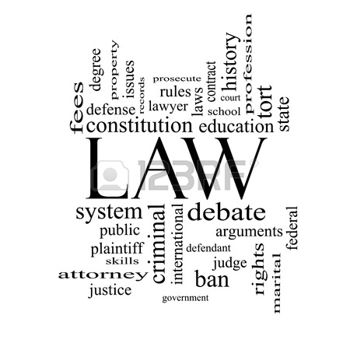 fees
degree
property
issues
records
prosecute
rules
lawyer
defense
laws
contract
court
school
history
profession
tort
state
constitution
education
LAW
123RF
system
debate
public
criminal
international
arguments
federal
plaintiff
defendant
skills
judge
rights
marital
attorney
ban
justice
government